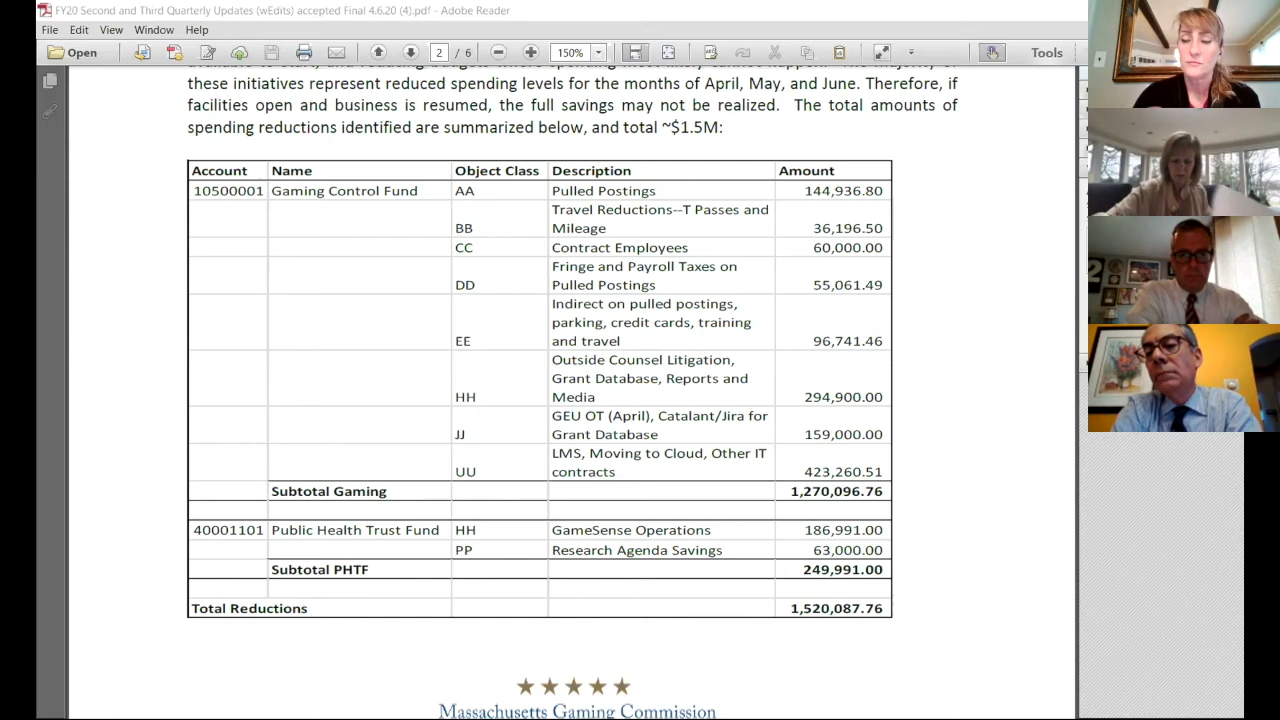 FY20 Second and Third Quarterly Updates (wEdits) accepted Final 4.6.20 (4).pdf - Adobe Reader
File Edit View Window Help
Open 2 / 6 150% Tools
these initiatives represent reduced spending levels for the months of April, May, and June. Therefore, if
facilities open and business is resumed, the full savings may not be realized. The total amounts of
spending reductions identified are summarized below, and total ~$1.5M:
Account Name Object Class Description Amount
10500001 Gaming Control Fund AA Pulled Postings 144,936.80
Travel Reductions--T Passes and
BB Mileage 36,196.50
CC Contract Employees 60,000.00
Fringe and Payroll Taxes on
DD Pulled Postings 55,061.49
Indirect on pulled postings,
parking, credit cards, training
EE and travel 96,741.46
Outside Counsel Litigation,
Grant Database, Reports and
HH Media 294,900.00
GEU OT (April), Catalant/Jira for
JJ Grant Database 159,000.00
LMS, Moving to Cloud, Other IT
UU contracts 423,260.51
Subtotal Gaming 1,270,096.76
40001101 Public Health Trust Fund HH GameSense Operations 186,991.00
PP Research Agenda Savings 63,000.00
Subtotal PHTF 249,991.00
Total Reductions 1,520,087.76
Massachusetts Gaming Commission